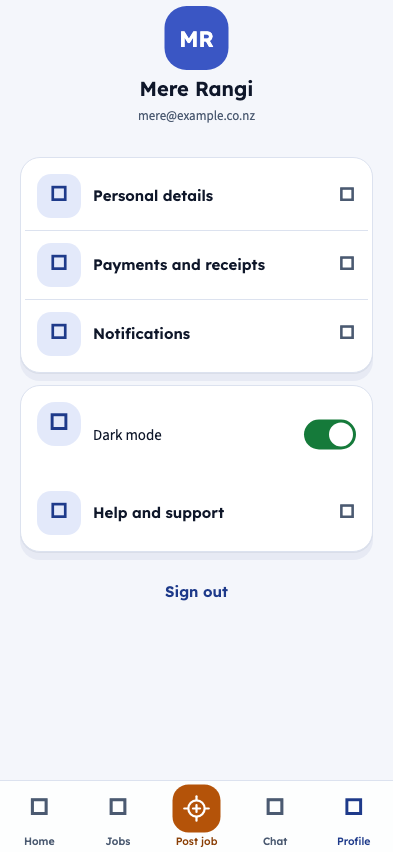 MR
Mere Rangi
mere@example.co.nz
Personal details
Payments and receipts
Notifications
Dark mode
Help and support
Sign out
Home
Jobs
Post job
Chat
Profile